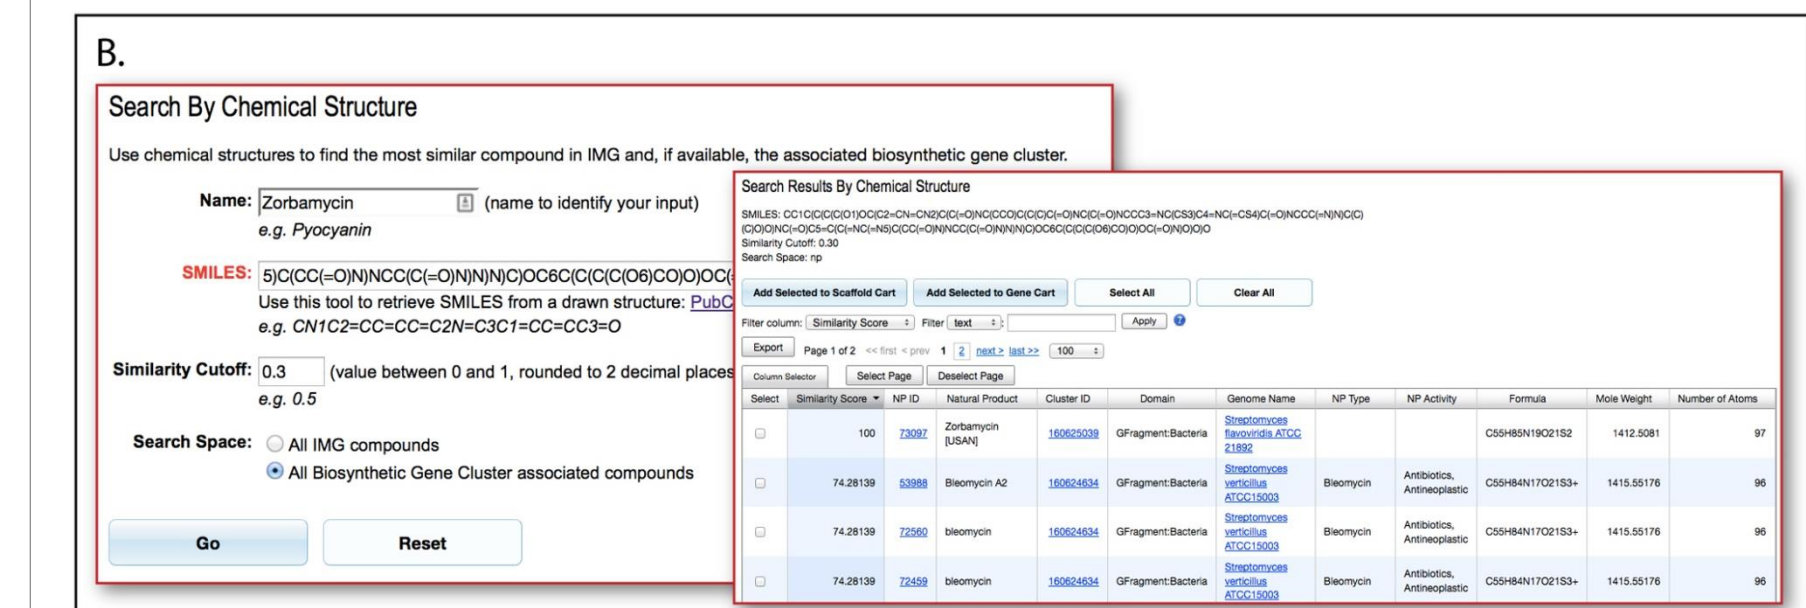 B.
Search By Chemical Structure
Use chemical structures to find the most similar compound in IMG and, if available, the associated biosynthetic gene cluster.
Name: Zorbamycin (name to identify your input)
e.g. Pyocyanin
SMILES: 5)C(CC(=O)N)NCC(C(=O)N)N)N)C)OC6C(C(C(C(O6)CO)O)OC(=
Use this tool to retrieve SMILES from a drawn structure: PubC
e.g. CN1C2=CC=CC=C2N=C3C1=CC=CC3=O
Similarity Cutoff: 0.3 (value between 0 and 1, rounded to 2 decimal places
e.g. 0.5
Search Space: All IMG compounds
All Biosynthetic Gene Cluster associated compounds
Go Reset
Search Results By Chemical Structure
SMILES: CC1C(C(C(C(O1)OC(C2=CN=CN2)C(C(=O)NC(CCO)C(C(C)C(=O)NC(C(=O)NCCC3=NC(CS3)C4=NC(=CS4)C(=O)NCCC(=N)N)C(C)
(C)O)O)NC(=O)C5=C(C(=NC(=N5)C(CC(=O)N)NCC(C(=O)N)N)N)C)OC6C(C(C(C(O6)CO)O)OC(=O)N)O)O)O
Similarity Cutoff: 0.30
Search Space: np
Add Selected to Scaffold Cart Add Selected to Gene Cart Select All Clear All
Filter column: Similarity Score Filter text : Apply ?
Export Page 1 of 2 << first < prev 1 2 next > last >> 100
Column Selector Select Page Deselect Page
Select Similarity Score NP ID Natural Product Cluster ID Domain Genome Name NP Type NP Activity Formula Mole Weight Number of Atoms
100 73097 Zorbamycin [USAN] 160625039 GFragment:Bacteria Streptomyces flavoviridis ATCC 21892 C55H85N19O21S2 1412.5081 97
74.28139 53988 Bleomycin A2 160624634 GFragment:Bacteria Streptomyces verticillus ATCC15003 Bleomycin Antibiotics, Antineoplastic C55H84N17O21S3+ 1415.55176 96
74.28139 72560 bleomycin 160624634 GFragment:Bacteria Streptomyces verticillus ATCC15003 Bleomycin Antibiotics, Antineoplastic C55H84N17O21S3+ 1415.55176 96
74.28139 72459 bleomycin 160624634 GFragment:Bacteria Streptomyces verticillus ATCC15003 Bleomycin Antibiotics, Antineoplastic C55H84N17O21S3+ 1415.55176 96